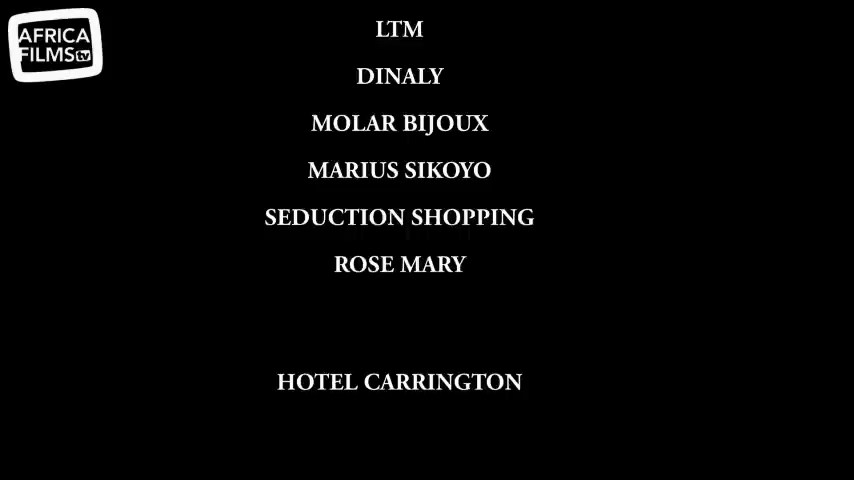 AFRICA
FILMS tv
LTM
DINALY
MOLAR BIJOUX
MARIUS SIKOYO
SEDUCTION SHOPPING
ROSE MARY
HOTEL CARRINGTON